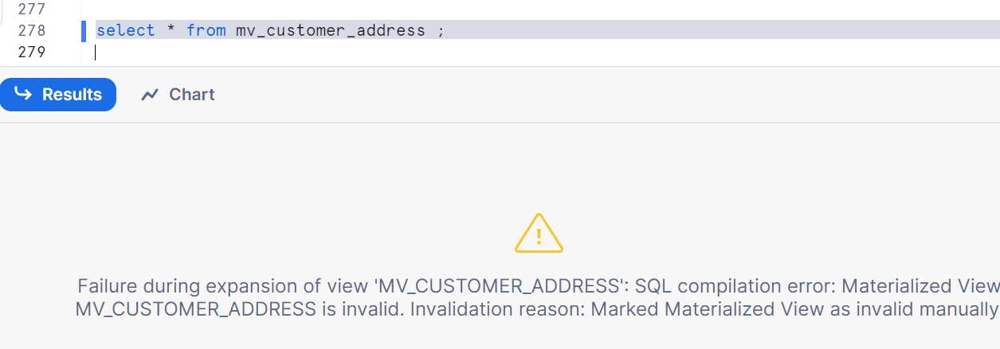 277
278 select * from mv_customer_address ;
279
Results Chart
!
Failure during expansion of view 'MV_CUSTOMER_ADDRESS': SQL compilation error: Materialized View
MV_CUSTOMER_ADDRESS is invalid. Invalidation reason: Marked Materialized View as invalid manually